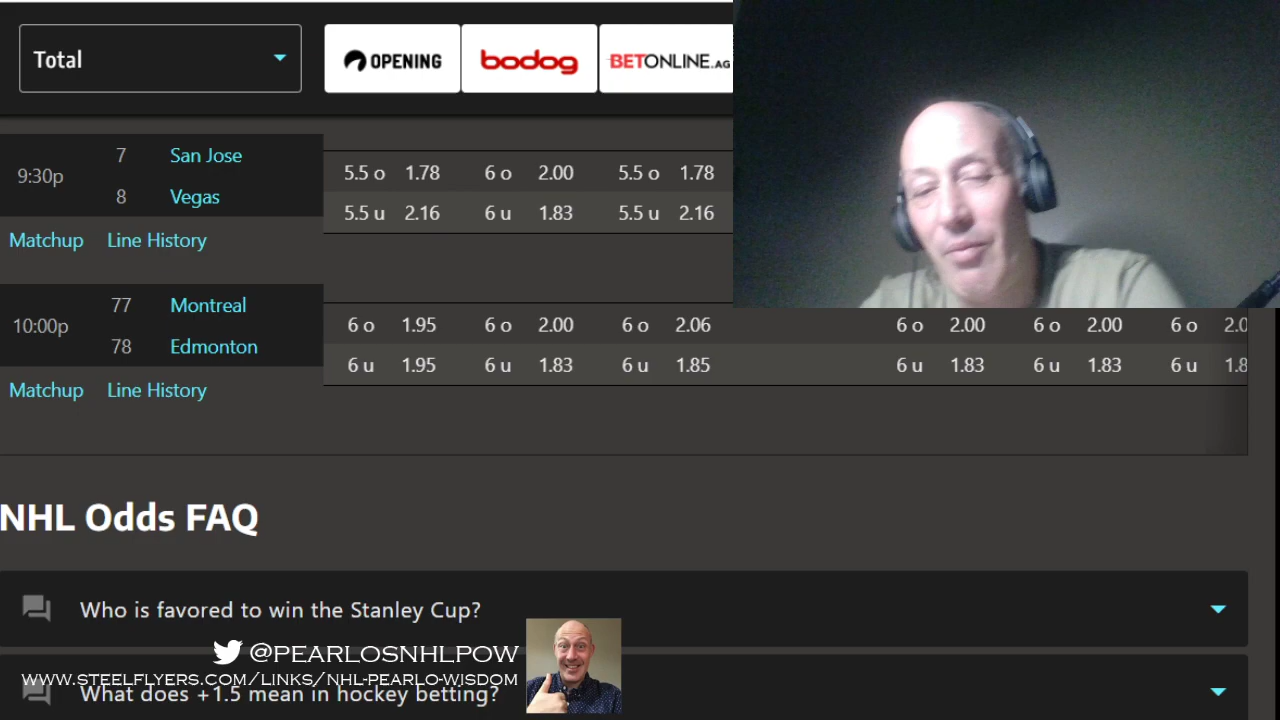 Total
OPENING
bodog
BETONLINE.AG
9:30p
7 San Jose
8 Vegas
5.5 o 1.78 6 o 2.00 5.5 o 1.78
5.5 u 2.16 6 u 1.83 5.5 u 2.16
Matchup Line History
10:00p
77 Montreal
78 Edmonton
6 o 1.95 6 o 2.00 6 o 2.06 6 o 2.00 6 o 2.00 6 o 2.0
6 u 1.95 6 u 1.83 6 u 1.85 6 u 1.83 6 u 1.83 6 u 1.8
Matchup Line History
NHL Odds FAQ
Who is favored to win the Stanley Cup?
@PEARLOSNHLPOW
WWW.STEELFLYERS.COM/LINKS/NHL-PEARLO-WISDOM
What does +1.5 mean in hockey betting?